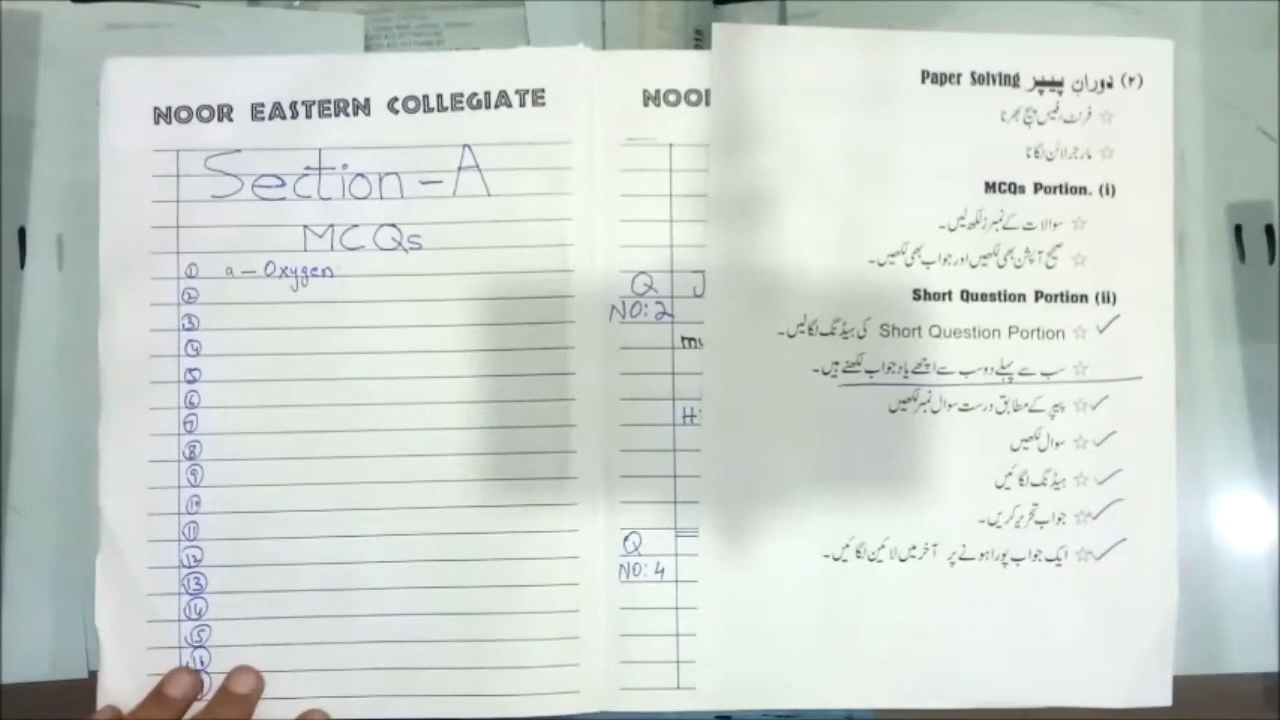 NOOR EASTERN COLLEGIATE
Section-A
MCQs
① a - Oxygen
②
③
④
⑤
⑥
⑦
⑧
⑨
⑩
⑪
⑫
⑬
⑭
⑮
⑯
NOO
Q
NO: 2
Q
NO: 4
(۲) دورانِ پیپر Paper Solving
☆ فرنٹ فیس پیج بھرنا
☆ مارجر لائن لگانا
MCQs Portion. (i)
☆ سوالات کے نمبرز لکھ لیں۔
☆ صحیح آپشن بھی لکھیں اور جواب بھی لکھیں۔
Short Question Portion (ii)
☆ Short Question Portion کی ہیڈنگ لگالیں۔
☆ سب سے پہلے دو سب سے اچھے یاد جواب لکھنے ہیں۔
☆ پیپر کے مطابق درست سوال نمبر لکھیں
☆ سوال لکھیں
☆ ہیڈنگ لگائیں
☆ جواب تحریر کریں۔
☆ ایک جواب پورا ہونے پر آخر میں لائین لگائیں۔